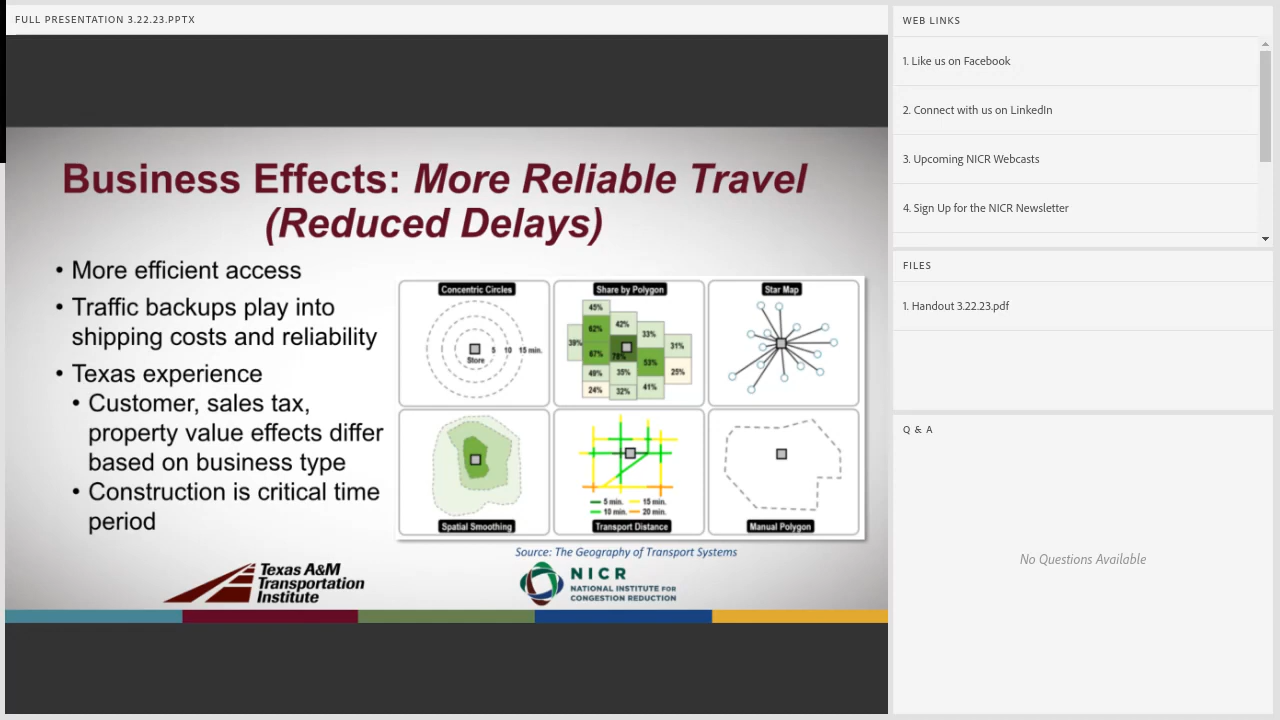 FULL PRESENTATION 3.22.23.PPTX
Business Effects: More Reliable Travel
(Reduced Delays)
• More efficient access
• Traffic backups play into
shipping costs and reliability
• Texas experience
• Customer, sales tax,
property value effects differ
based on business type
• Construction is critical time
period
Concentric Circles
Store
5 10 15 min.
Share by Polygon
45%
62%
42%
33%
39%
31%
67%
78%
53%
48%
35%
25%
24%
32%
41%
Star Map
Spatial Smoothing
5 min. 15 min.
10 min. 20 min.
Transport Distance
Manual Polygon
Source: The Geography of Transport Systems
Texas A&M
Transportation
Institute
NICR
NATIONAL INSTITUTE FOR
CONGESTION REDUCTION
WEB LINKS
1. Like us on Facebook
2. Connect with us on LinkedIn
3. Upcoming NICR Webcasts
4. Sign Up for the NICR Newsletter
FILES
1. Handout 3.22.23.pdf
Q & A
No Questions Available